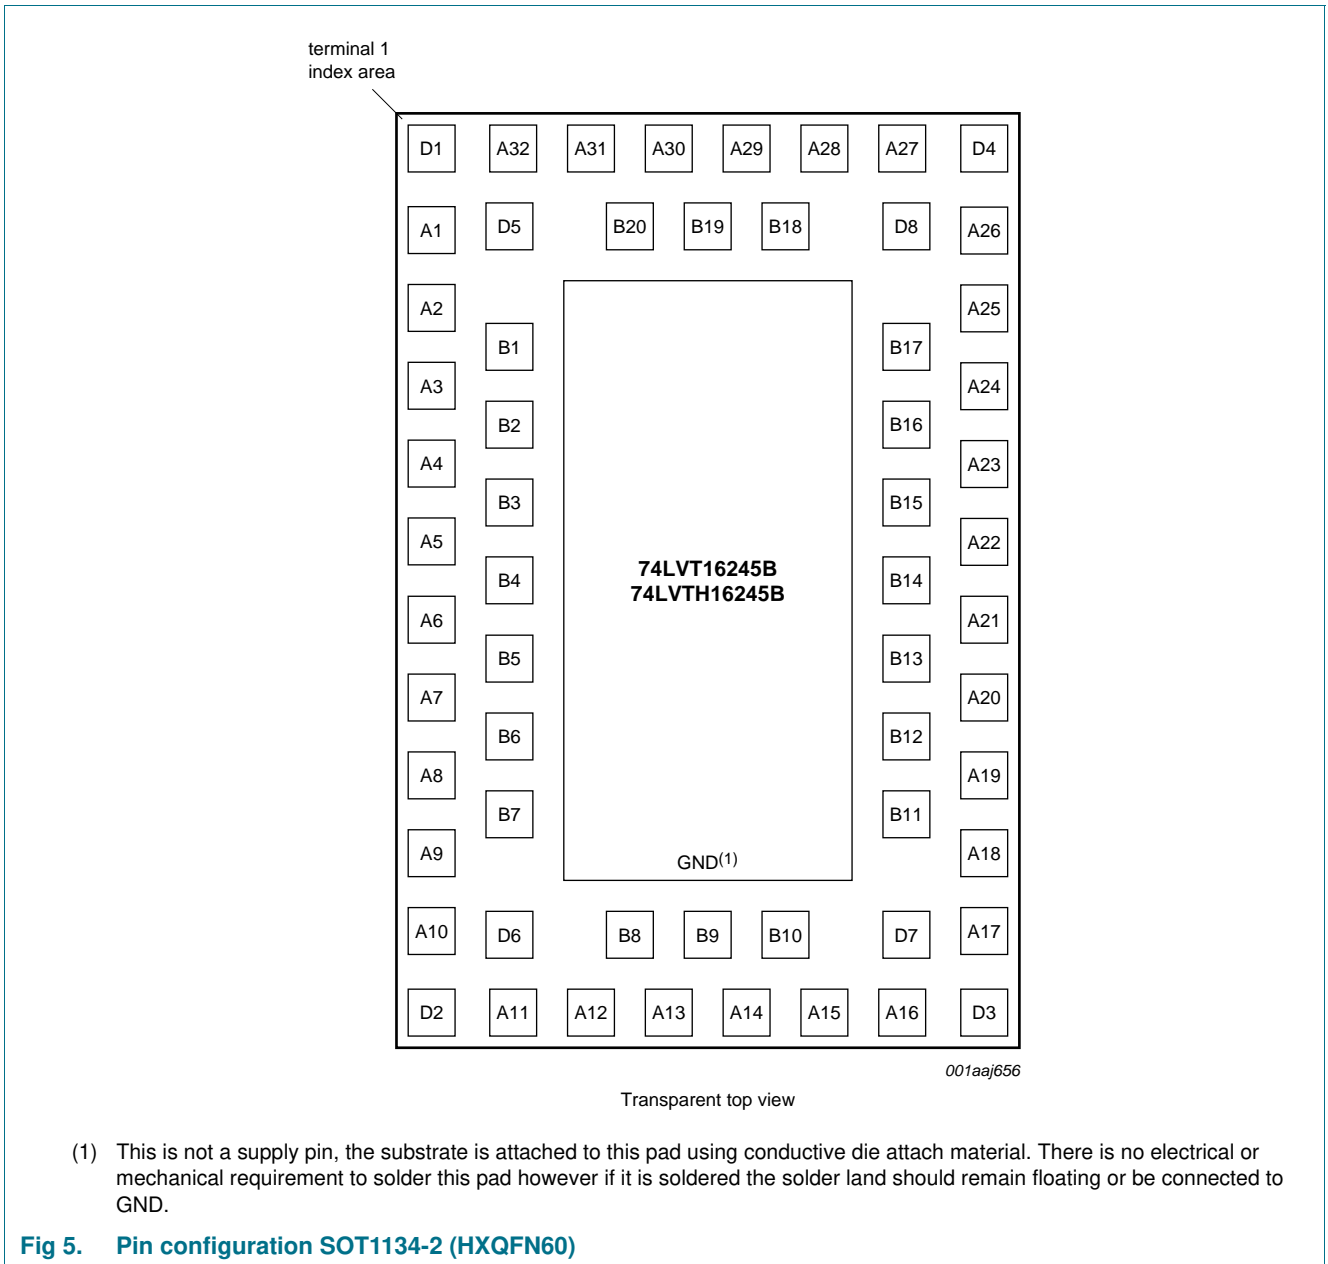 terminal 1
index area
D1 A32 A31 A30 A29 A28 A27 D4
A1 D5 B20 B19 B18 D8 A26
A2 A25
B1 B17
A3 A24
B2 B16
A4 A23
B3 B15
A5 A22
74LVT16245B
B4 B14
74LVTH16245B
A6 A21
B5 B13
A7 A20
B6 B12
A8 A19
B7 B11
A9 A18
GND(1)
A10 D6 B8 B9 B10 D7 A17
D2 A11 A12 A13 A14 A15 A16 D3
001aaj656
Transparent top view
(1) This is not a supply pin, the substrate is attached to this pad using conductive die attach material. There is no electrical or
mechanical requirement to solder this pad however if it is soldered the solder land should remain floating or be connected to
GND.
Fig 5. Pin configuration SOT1134-2 (HXQFN60)